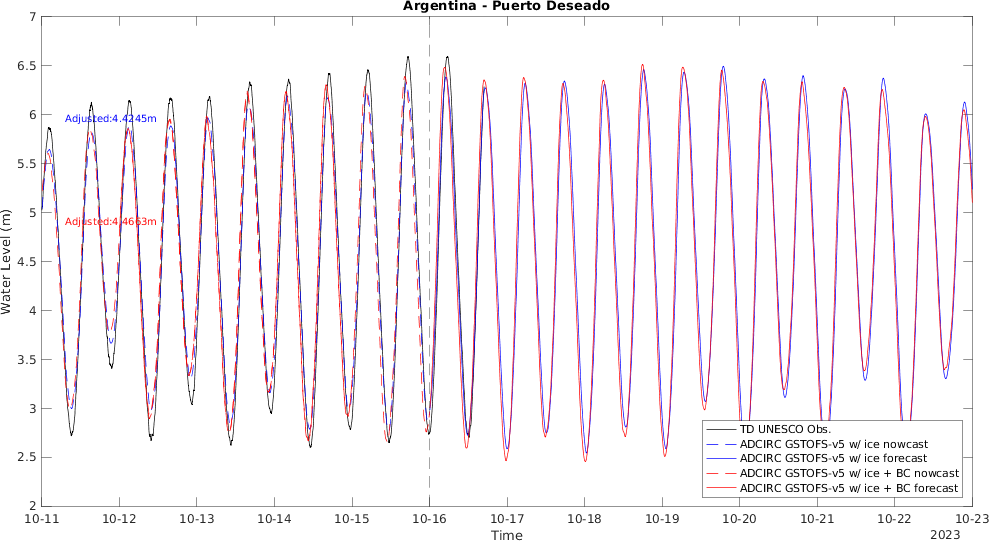 Argentina - Puerto Deseado
7
6.5
6
5.5
5
4.5
4
3.5
3
2.5
2
Water Level (m)
Adjusted:4.4245m
Adjusted:4.4663m
TD UNESCO Obs.
ADCIRC GSTOFS-v5 w/ ice nowcast
ADCIRC GSTOFS-v5 w/ ice forecast
ADCIRC GSTOFS-v5 w/ ice + BC nowcast
ADCIRC GSTOFS-v5 w/ ice + BC forecast
10-11 10-12 10-13 10-14 10-15 10-16 10-17 10-18 10-19 10-20 10-21 10-22 10-23
Time
2023